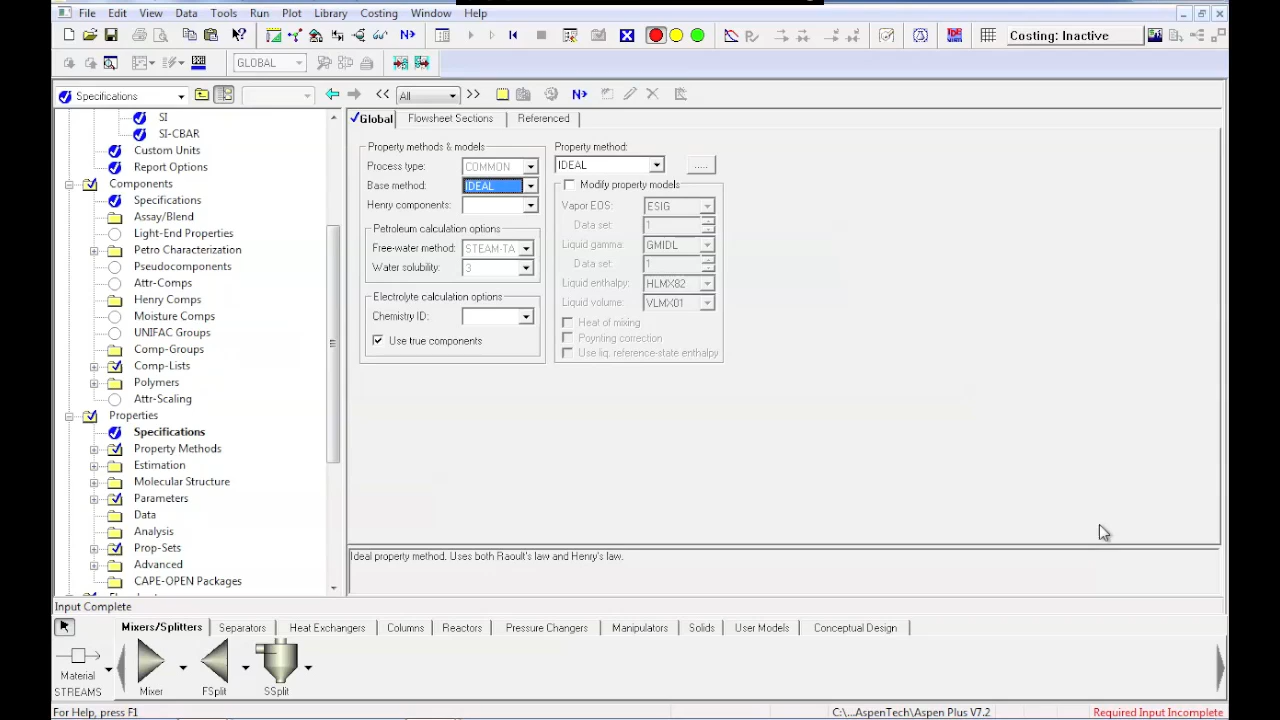 File Edit View Data Tools Run Plot Library Costing Window Help
N>
Costing: Inactive
GLOBAL
Specifications
<< All >> N>
SI
SI-CBAR
Custom Units
Report Options
Components
Specifications
Assay/Blend
Light-End Properties
Petro Characterization
Pseudocomponents
Attr-Comps
Henry Comps
Moisture Comps
UNIFAC Groups
Comp-Groups
Comp-Lists
Polymers
Attr-Scaling
Properties
Specifications
Property Methods
Estimation
Molecular Structure
Parameters
Data
Analysis
Prop-Sets
Advanced
CAPE-OPEN Packages
Global Flowsheet Sections Referenced
Property methods & models
Process type: COMMON
Base method: IDEAL
Henry components:
Petroleum calculation options
Free-water method: STEAM-TA
Water solubility: 3
Electrolyte calculation options
Chemistry ID:
Use true components
Property method:
IDEAL .....
Modify property models
Vapor EOS: ESIG
Data set: 1
Liquid gamma: GMIDL
Data set: 1
Liquid enthalpy: HLMX82
Liquid volume: VLMX01
Heat of mixing
Poynting correction
Use liq. reference-state enthalpy
Ideal property method. Uses both Raoult's law and Henry's law.
Input Complete
Mixers/Splitters Separators Heat Exchangers Columns Reactors Pressure Changers Manipulators Solids User Models Conceptual Design
Material
STREAMS
Mixer FSplit SSplit
For Help, press F1 C:\...AspenTech\Aspen Plus V7.2 Required Input Incomplete